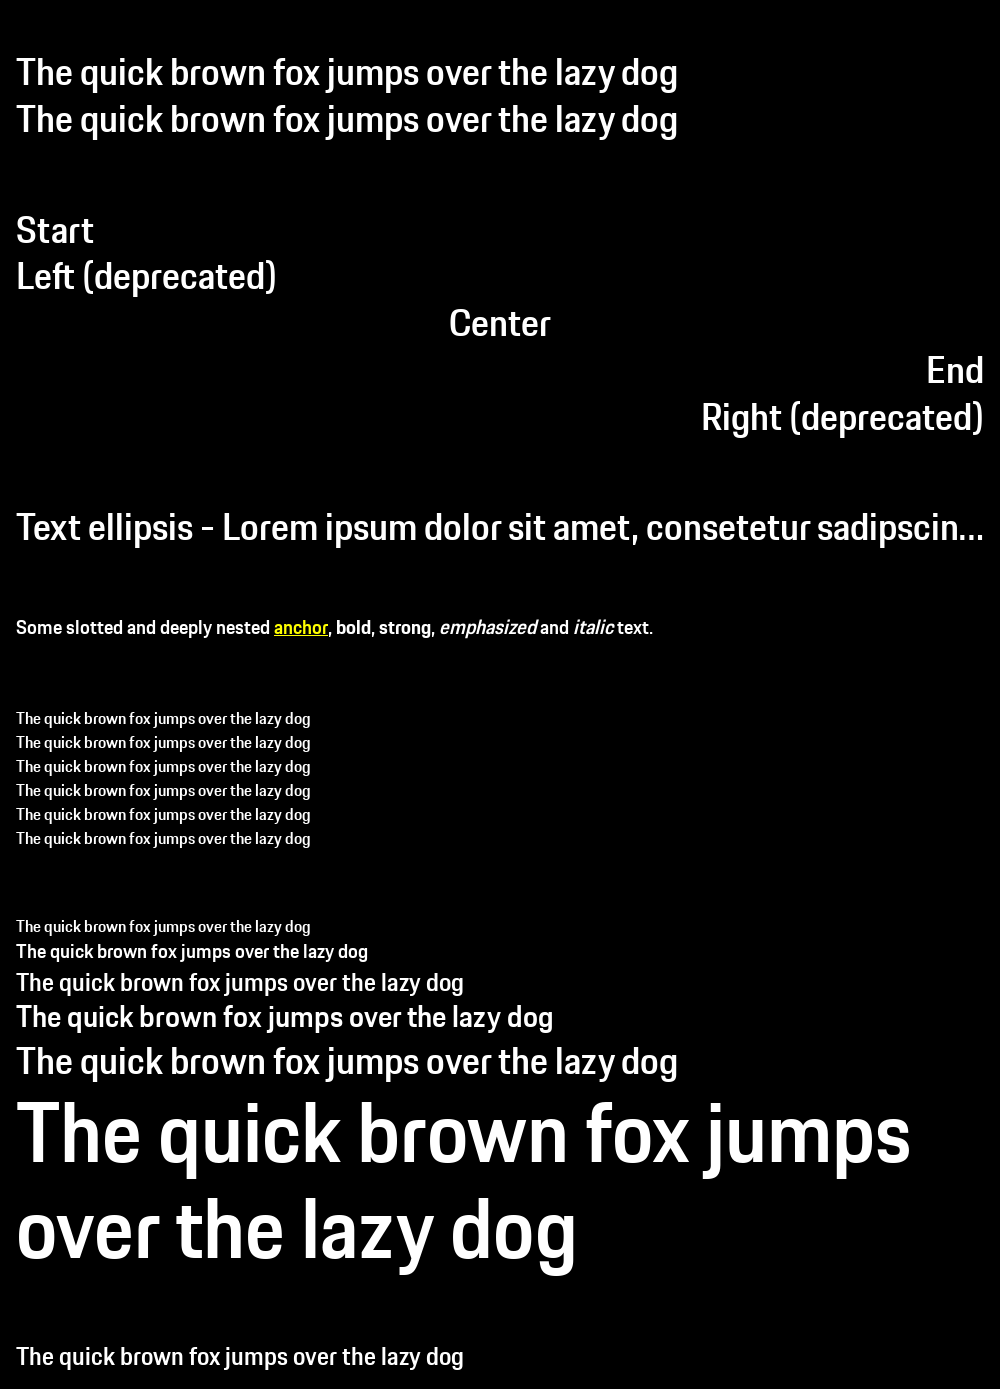 The quick brown fox jumps over the lazy dog
The quick brown fox jumps over the lazy dog
Start
Left (deprecated)
Center
End
Right (deprecated)
Text ellipsis - Lorem ipsum dolor sit amet, consetetur sadipscin...
Some slotted and deeply nested anchor, bold, strong, emphasized and italic text.
The quick brown fox jumps over the lazy dog
The quick brown fox jumps over the lazy dog
The quick brown fox jumps over the lazy dog
The quick brown fox jumps over the lazy dog
The quick brown fox jumps over the lazy dog
The quick brown fox jumps over the lazy dog
The quick brown fox jumps over the lazy dog
The quick brown fox jumps over the lazy dog
The quick brown fox jumps over the lazy dog
The quick brown fox jumps over the lazy dog
The quick brown fox jumps over the lazy dog
The quick brown fox jumps
over the lazy dog
The quick brown fox jumps over the lazy dog